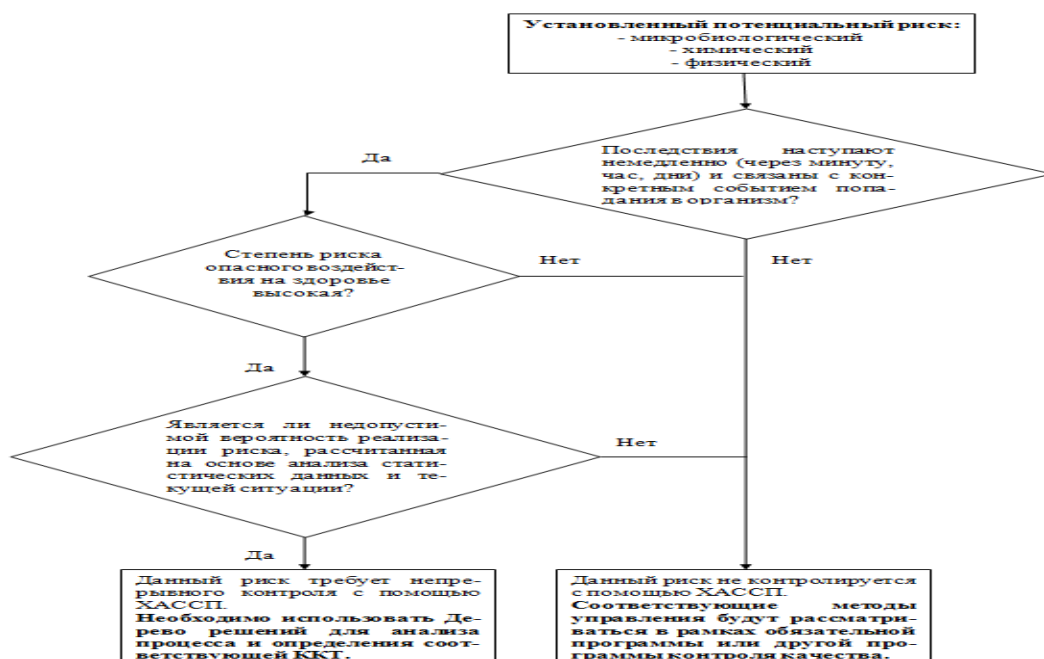 Установленный потенциальный риск:
- микробиологический
- химический
- физический
Последствия наступают
немедленно (через минуту,
час, дни) и связаны с кон-
кретным событием попа-
дания в организм?
Да
Степень риска
опасного воздейст-
вия на здоровье
высокая?
Нет
Нет
Да
Является ли недопусти-
мой вероятность реализа-
ции риска, рассчитанная
на основе анализа стати-
стических данных и те-
кущей ситуации?
Нет
Да
Данный риск требует непре-
рывного контроля с помощью
ХАССП.
Необходимо использовать Де-
рево решений для анализа
процесса и определения соот-
ветствующей ККТ.
Данный риск не контролируется
с помощью ХАССП.
Соответствующие методы
управления будут рассматри-
ваться в рамках обязательной
программы или другой про-
граммы контроля качества.